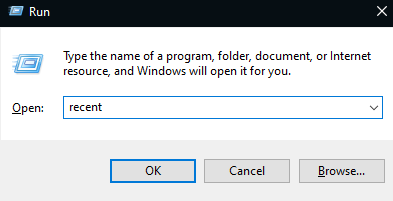 Run
Type the name of a program, folder, document, or Internet
resource, and Windows will open it for you.
Open: recent
OK Cancel Browse...